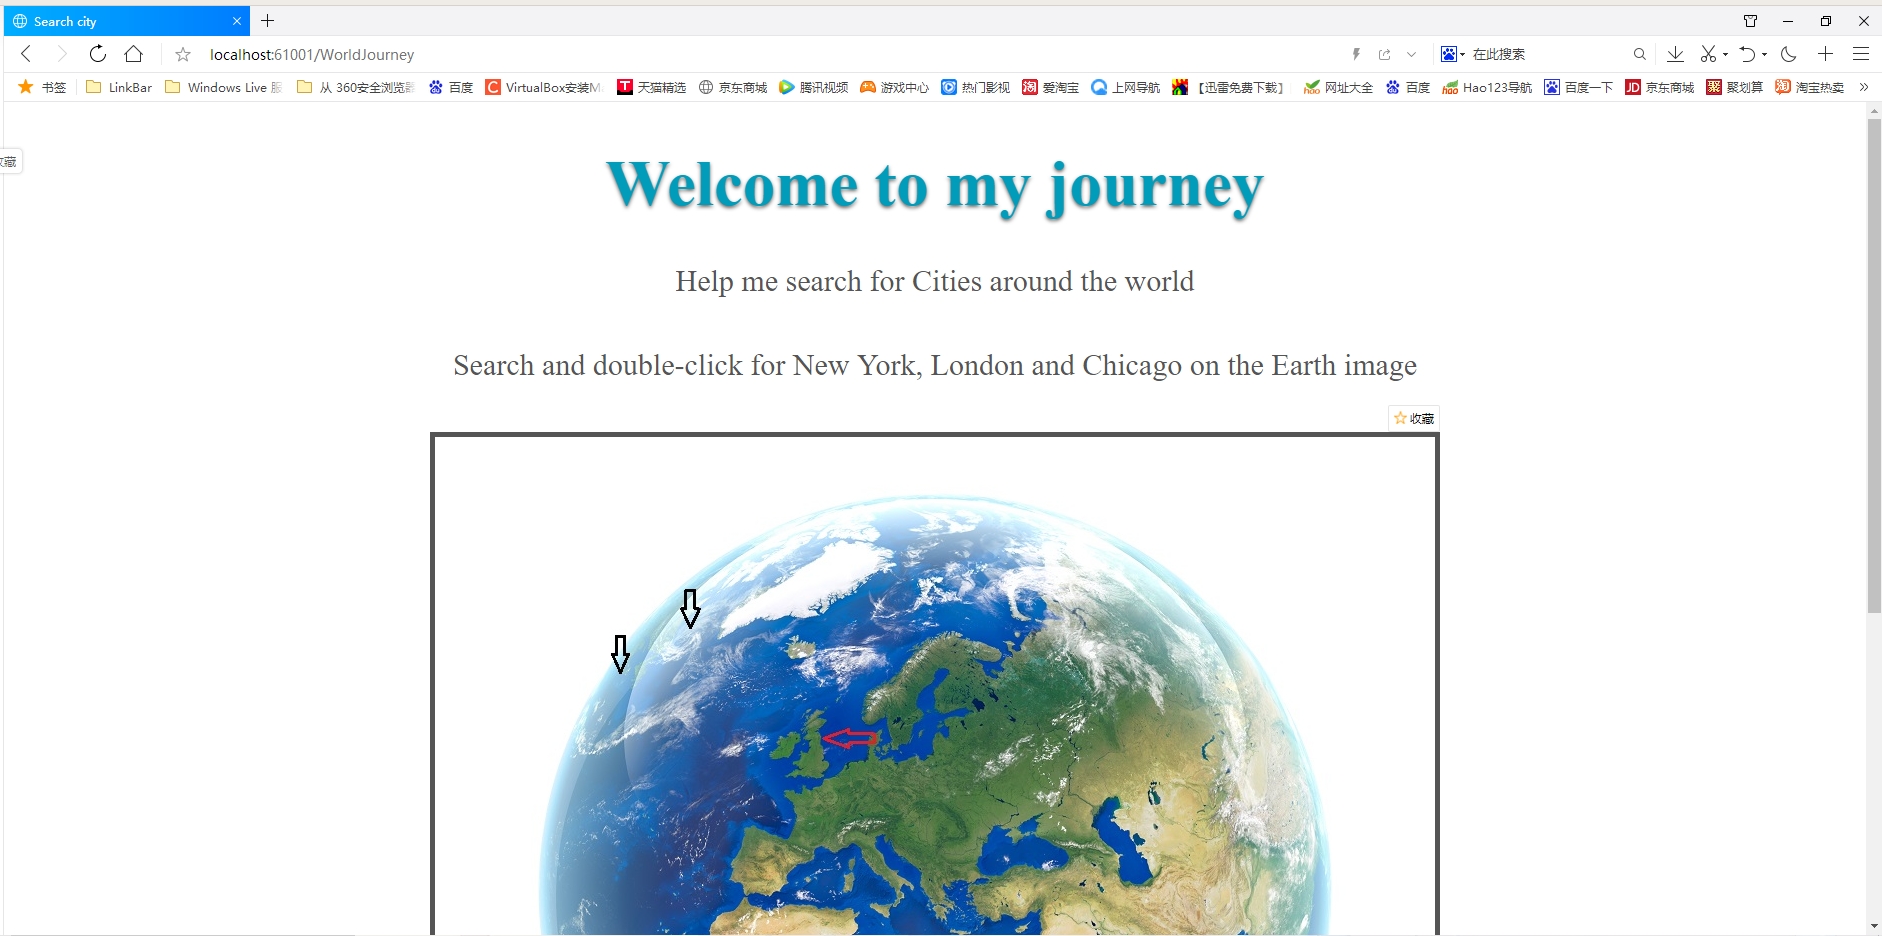 Search city
localhost:61001/WorldJourney
在此搜索
书签 LinkBar Windows Live 从 360安全浏览器 百度 VirtualBox安装M 天猫精选 京东商城 腾讯视频 游戏中心 热门影视 爱淘宝 上网导航 【迅雷免费下载】 网址大全 百度 Hao123导航 百度一下 京东商城 聚划算 淘宝热卖
收藏
Welcome to my journey
Help me search for Cities around the world
Search and double-click for New York, London and Chicago on the Earth image
收藏